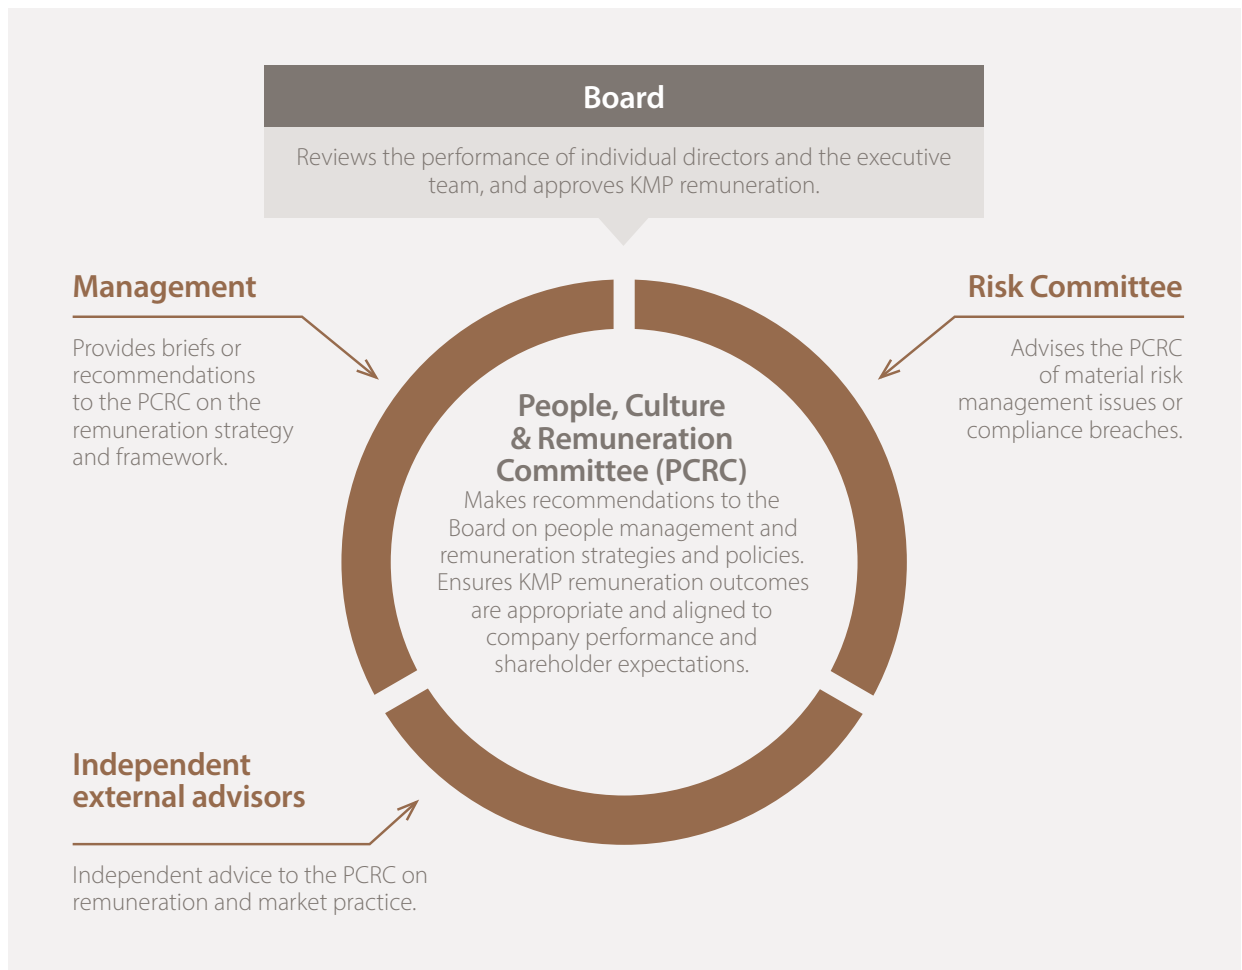 Board
Reviews the performance of individual directors and the executive
team, and approves KMP remuneration.
Management
Provides briefs or
recommendations
to the PCRC on the
remuneration strategy
and framework.
Risk Committee
Advises the PCRC
of material risk
management issues or
compliance breaches.
People, Culture
& Remuneration
Committee (PCRC)
Makes recommendations to the
Board on people management and
remuneration strategies and policies.
Ensures KMP remuneration outcomes
are appropriate and aligned to
company performance and
shareholder expectations.
Independent
external advisors
Independent advice to the PCRC on
remuneration and market practice.